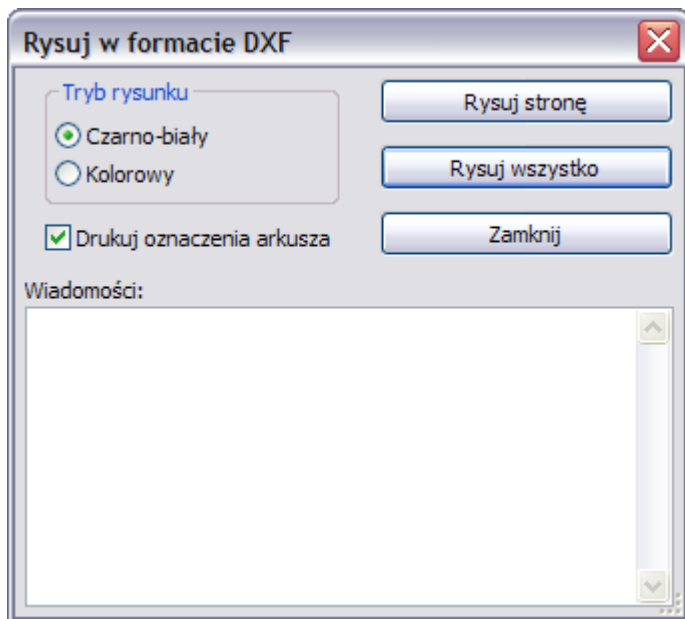 Rysuj w formacie DXF
Tryb rysunku
Czarno-biały
Kolorowy
Drukuj oznaczenia arkusza
Rysuj stronę
Rysuj wszystko
Zamknij
Wiadomości: